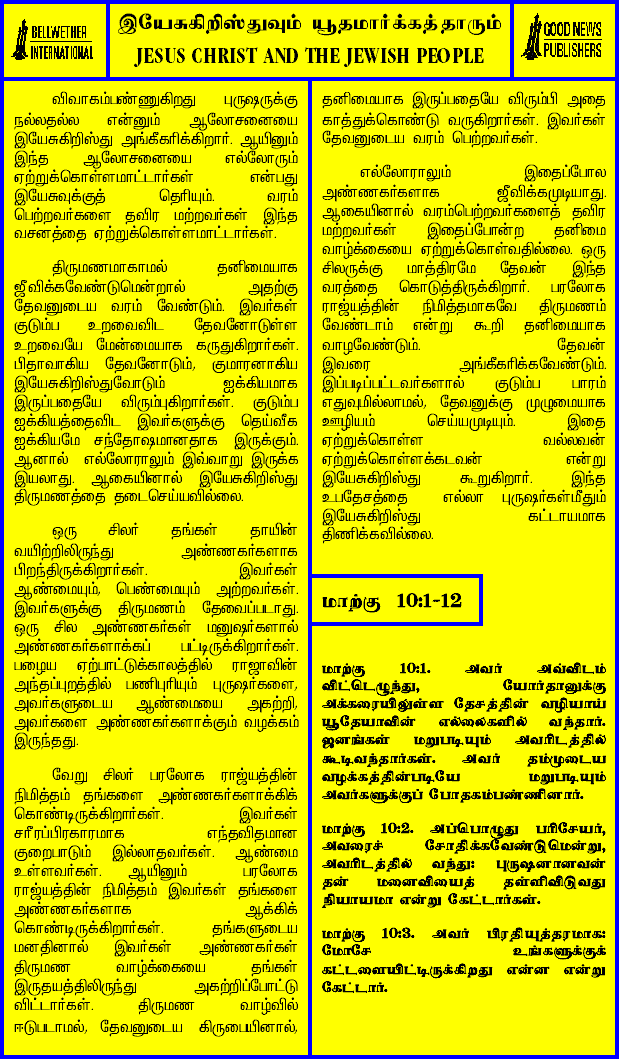 BELLWETHER
INTERNATIONAL
இயேசுகிறிஸ்துவும் யூதமார்க்கத்தாரும்
JESUS CHRIST AND THE JEWISH PEOPLE
GOOD NEWS
PUBLISHERS
விவாகம்பண்ணுகிறது புருஷருக்கு
நல்லதல்ல என்னும் ஆலோசனையை
இயேசுகிறிஸ்து அங்கீகரிக்கிறார். ஆயினும்
இந்த ஆலோசனையை எல்லோரும்
ஏற்றுக்கொள்ளமாட்டார்கள் என்பது
இயேசுவுக்குத் தெரியும். வரம்
பெற்றவர்களை தவிர மற்றவர்கள் இந்த
வசனத்தை ஏற்றுக்கொள்ளமாட்டார்கள்.
திருமணமாகாமல் தனிமையாக
ஜீவிக்கவேண்டுமென்றால் அதற்கு
தேவனுடைய வரம் வேண்டும். இவர்கள்
குடும்ப உறவைவிட தேவனோடுள்ள
உறவையே மேன்மையாக கருதுகிறார்கள்.
பிதாவாகிய தேவனோடும், குமாரனாகிய
இயேசுகிறிஸ்துவோடும் ஐக்கியமாக
இருப்பதையே விரும்புகிறார்கள். குடும்ப
ஐக்கியத்தைவிட இவர்களுக்கு தெய்வீக
ஐக்கியமே சந்தோஷமானதாக இருக்கும்.
ஆனால் எல்லோராலும் இவ்வாறு இருக்க
இயலாது. ஆகையினால் இயேசுகிறிஸ்து
திருமணத்தை தடைசெய்யவில்லை.
ஒரு சிலர் தங்கள் தாயின்
வயிற்றிலிருந்து அண்ணகர்களாக
பிறந்திருக்கிறார்கள். இவர்கள்
ஆண்மையும், பெண்மையும் அற்றவர்கள்.
இவர்களுக்கு திருமணம் தேவைப்படாது.
ஒரு சில அண்ணகர்கள் மனுஷர்களால்
அண்ணகர்களாக்கப் பட்டிருக்கிறார்கள்.
பழைய ஏற்பாட்டுக்காலத்தில் ராஜாவின்
அந்தப்புறத்தில் பணிபுரியும் புருஷர்களை,
அவர்களுடைய ஆண்மையை அகற்றி,
அவர்களை அண்ணகர்களாக்கும் வழக்கம்
இருந்தது.
வேறு சிலர் பரலோக ராஜ்யத்தின்
நிமித்தம் தங்களை அண்ணகர்களாக்கிக்
கொண்டிருக்கிறார்கள். இவர்கள்
சரீரப்பிரகாரமாக எந்தவிதமான
குறைபாடும் இல்லாதவர்கள். ஆண்மை
உள்ளவர்கள். ஆயினும் பரலோக
ராஜ்யத்தின் நிமித்தம் இவர்கள் தங்களை
அண்ணகர்களாக ஆக்கிக்
கொண்டிருக்கிறார்கள். தங்களுடைய
மனதினால் இவர்கள் அண்ணகர்கள்
திருமண வாழ்க்கையை தங்கள்
இருதயத்திலிருந்து அகற்றிப்போட்டு
விட்டார்கள். திருமண வாழ்வில்
ஈடுபடாமல், தேவனுடைய கிருபையினால்,
தனிமையாக இருப்பதையே விரும்பி அதை
காத்துக்கொண்டு வருகிறார்கள். இவர்கள்
தேவனுடைய வரம் பெற்றவர்கள்.
எல்லோராலும் இதைப்போல
அண்ணகர்களாக ஜீவிக்கமுடியாது.
ஆகையினால் வரம்பெற்றவர்களைத் தவிர
மற்றவர்கள் இதைப்போன்ற தனிமை
வாழ்க்கையை ஏற்றுக்கொள்வதில்லை. ஒரு
சிலருக்கு மாத்திரமே தேவன் இந்த
வரத்தை கொடுத்திருக்கிறார். பரலோக
ராஜ்யத்தின் நிமித்தமாகவே திருமணம்
வேண்டாம் என்று கூறி தனிமையாக
வாழவேண்டும். தேவன்
இவரை அங்கீகரிக்கவேண்டும்.
இப்படிப்பட்டவர்களால் குடும்ப பாரம்
எதுவுமில்லாமல், தேவனுக்கு முழுமையாக
ஊழியம் செய்யமுடியும். இதை
ஏற்றுக்கொள்ள வல்லவன்
ஏற்றுக்கொள்ளக்கடவன் என்று
இயேசுகிறிஸ்து கூறுகிறார். இந்த
உபதேசத்தை எல்லா புருஷர்கள்மீதும்
இயேசுகிறிஸ்து கட்டாயமாக
திணிக்கவில்லை.
மாற்கு 10:1-12
மாற்கு 10:1. அவர் அவ்விடம்
விட்டெழுந்து, யோர்தானுக்கு
அக்கரையிலுள்ள தேசத்தின் வழியாய்
யூதேயாவின் எல்லைகளில் வந்தார்.
ஜனங்கள் மறுபடியும் அவரிடத்தில்
கூடிவந்தார்கள். அவர் தம்முடைய
வழக்கத்தின்படியே மறுபடியும்
அவர்களுக்குப் போதகம்பண்ணினார்.
மாற்கு 10:2. அப்பொழுது பரிசேயர்,
அவரைச் சோதிக்கவேண்டுமென்று,
அவரிடத்தில் வந்து: புருஷனானவன்
தன் மனைவியைத் தள்ளிவிடுவது
நியாயமா என்று கேட்டார்கள்.
மாற்கு 10:3. அவர் பிரதியுத்தரமாக:
மோசே உங்களுக்குக்
கட்டளையிட்டிருக்கிறது என்ன என்று
கேட்டார்.